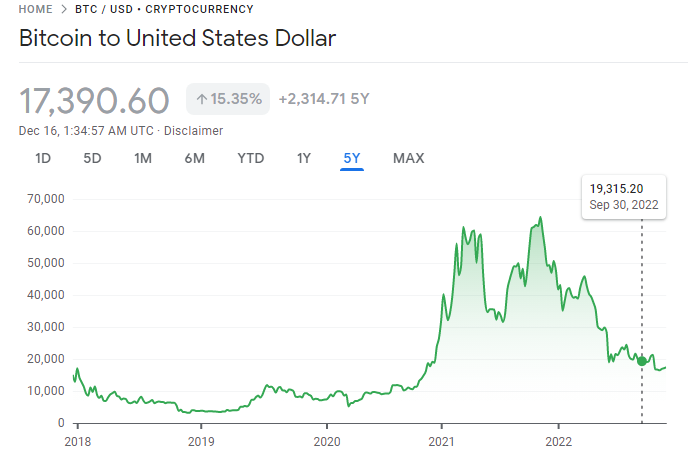 HOME > BTC / USD • CRYPTOCURRENCY
Bitcoin to United States Dollar
17,390.60 ↑ 15.35% +2,314.71 5Y
Dec 16, 1:34:57 AM UTC · Disclaimer
1D 5D 1M 6M YTD 1Y 5Y MAX
19,315.20
Sep 30, 2022
70,000
60,000
50,000
40,000
30,000
20,000
10,000
0
2018 2019 2020 2021 2022